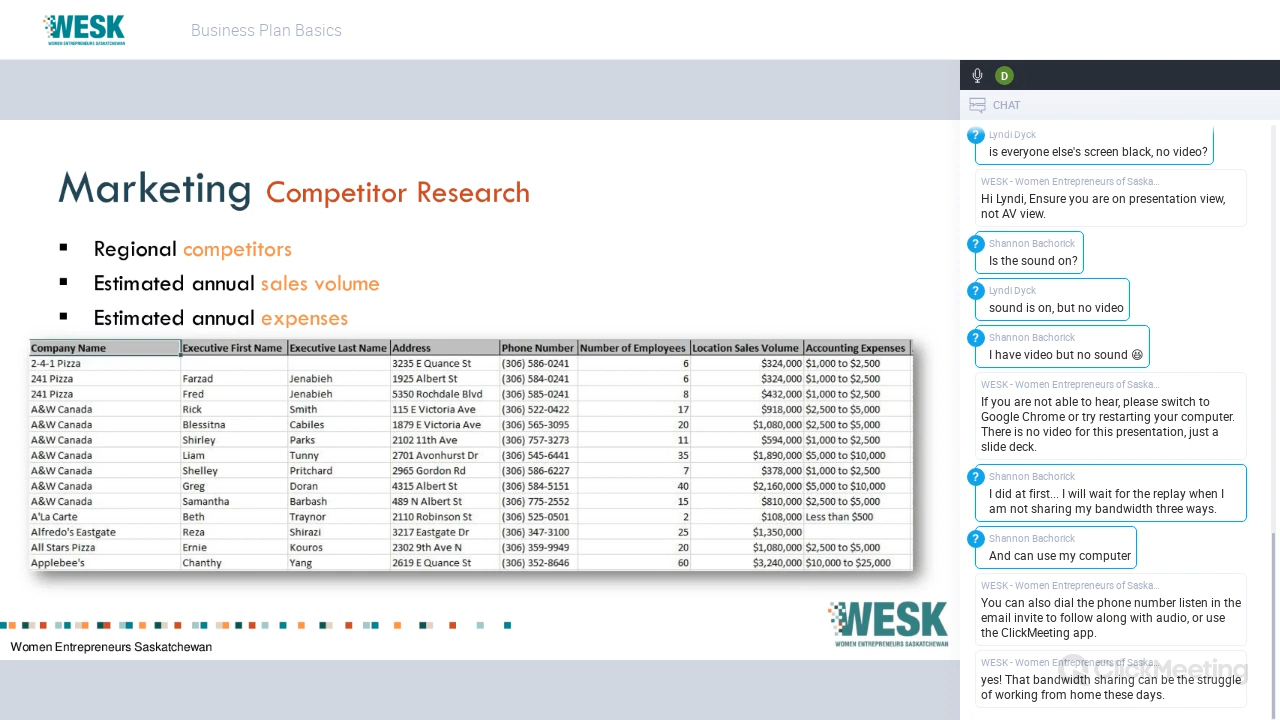 WESK
WOMEN ENTREPRENEURS SASKATCHEWAN
Business Plan Basics
D
CHAT
Marketing Competitor Research
Regional competitors
Estimated annual sales volume
Estimated annual expenses
Company Name Executive First Name Executive Last Name Address Phone Number Number of Employees Location Sales Volume Accounting Expenses
2-4-1 Pizza 3235 E Quance St (306) 586-0241 6 $324,000 $1,000 to $2,500
241 Pizza Farzad Jenabieh 1925 Albert St (306) 584-0241 6 $324,000 $1,000 to $2,500
241 Pizza Fred Jenabieh 5350 Rochdale Blvd (306) 585-0241 8 $432,000 $1,000 to $2,500
A&W Canada Rick Smith 115 E Victoria Ave (306) 522-0422 17 $918,000 $2,500 to $5,000
A&W Canada Blessitna Cabiles 1879 E Victoria Ave (306) 565-3095 20 $1,080,000 $2,500 to $5,000
A&W Canada Shirley Parks 2102 11th Ave (306) 757-3273 11 $594,000 $1,000 to $2,500
A&W Canada Liam Tunny 2701 Avonhurst Dr (306) 545-6441 35 $1,890,000 $5,000 to $10,000
A&W Canada Shelley Pritchard 2965 Gordon Rd (306) 586-6227 7 $378,000 $1,000 to $2,500
A&W Canada Greg Doran 4315 Albert St (306) 584-5151 40 $2,160,000 $5,000 to $10,000
A&W Canada Samantha Barbash 489 N Albert St (306) 775-2552 15 $810,000 $2,500 to $5,000
A'La Carte Beth Traynor 2110 Robinson St (306) 525-0501 2 $108,000 Less than $500
Alfredo's Eastgate Reza Shirazi 3217 Eastgate Dr (306) 347-3100 25 $1,350,000
All Stars Pizza Ernie Kouros 2302 9th Ave N (306) 359-9949 20 $1,080,000 $2,500 to $5,000
Applebee's Chanthy Yang 2619 E Quance St (306) 352-8646 60 $3,240,000 $10,000 to $25,000
WESK
WOMEN ENTREPRENEURS SASKATCHEWAN
Women Entrepreneurs Saskatchewan
? Lyndi Dyck
is everyone else's screen black, no video?
WESK - Women Entrepreneurs of Saska...
Hi Lyndi, Ensure you are on presentation view,
not AV view.
? Shannon Bachorick
Is the sound on?
? Lyndi Dyck
sound is on, but no video
? Shannon Bachorick
I have video but no sound 😩
WESK - Women Entrepreneurs of Saska...
If you are not able to hear, please switch to
Google Chrome or try restarting your computer.
There is no video for this presentation, just a
slide deck.
? Shannon Bachorick
I did at first... I will wait for the replay when I
am not sharing my bandwidth three ways.
? Shannon Bachorick
And can use my computer
WESK - Women Entrepreneurs of Saska...
You can also dial the phone number listen in the
email invite to follow along with audio, or use
the ClickMeeting app.
WESK - Women Entrepreneurs of Saska...
yes! That bandwidth sharing can be the struggle
of working from home these days.
ClickMeeting